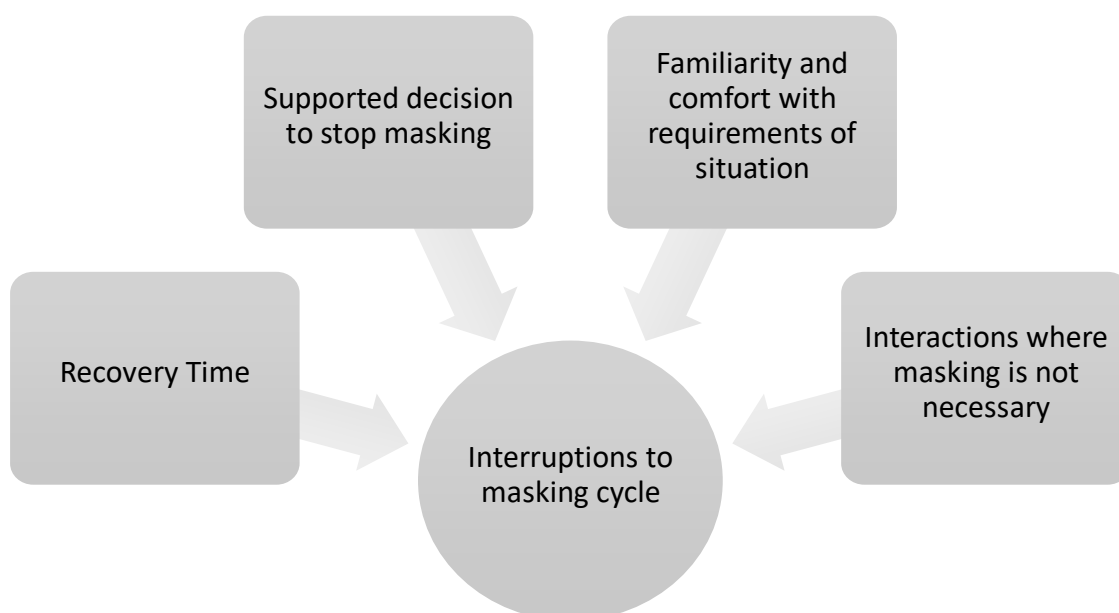 Supported decision
to stop masking
Familiarity and
comfort with
requirements of
situation
Recovery Time
Interactions where
masking is not
necessary
Interruptions to
masking cycle